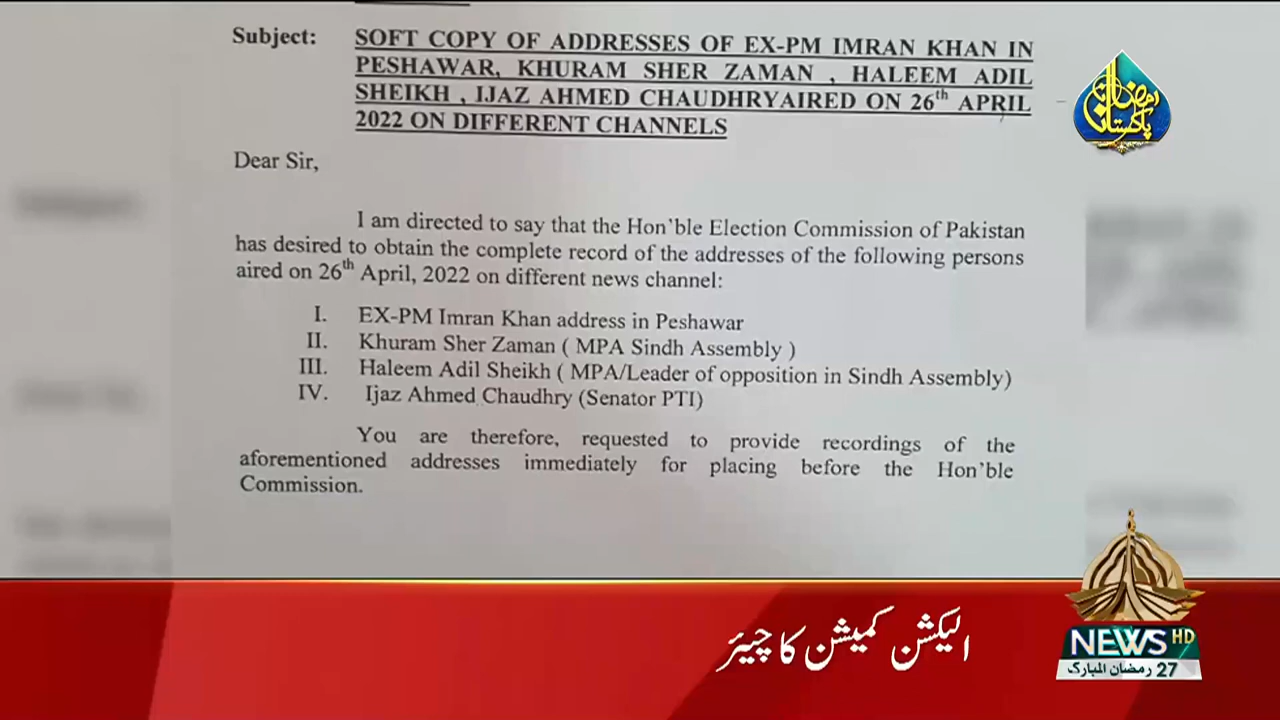 Subject: SOFT COPY OF ADDRESSES OF EX-PM IMRAN KHAN IN
PESHAWAR, KHURAM SHER ZAMAN , HALEEM ADIL
SHEIKH , IJAZ AHMED CHAUDHRYAIRED ON 26th APRIL
2022 ON DIFFERENT CHANNELS
Dear Sir,
I am directed to say that the Hon'ble Election Commission of Pakistan
has desired to obtain the complete record of the addresses of the following persons
aired on 26th April, 2022 on different news channel:
I. EX-PM Imran Khan address in Peshawar
II. Khuram Sher Zaman ( MPA Sindh Assembly )
III. Haleem Adil Sheikh ( MPA/Leader of opposition in Sindh Assembly)
IV. Ijaz Ahmed Chaudhry (Senator PTI)
You are therefore, requested to provide recordings of the
aforementioned addresses immediately for placing before the Hon'ble
Commission.
رمضان پاکستان
الیکشن کمیشن کا چیئر
NEWS HD
27 رمضان المبارک